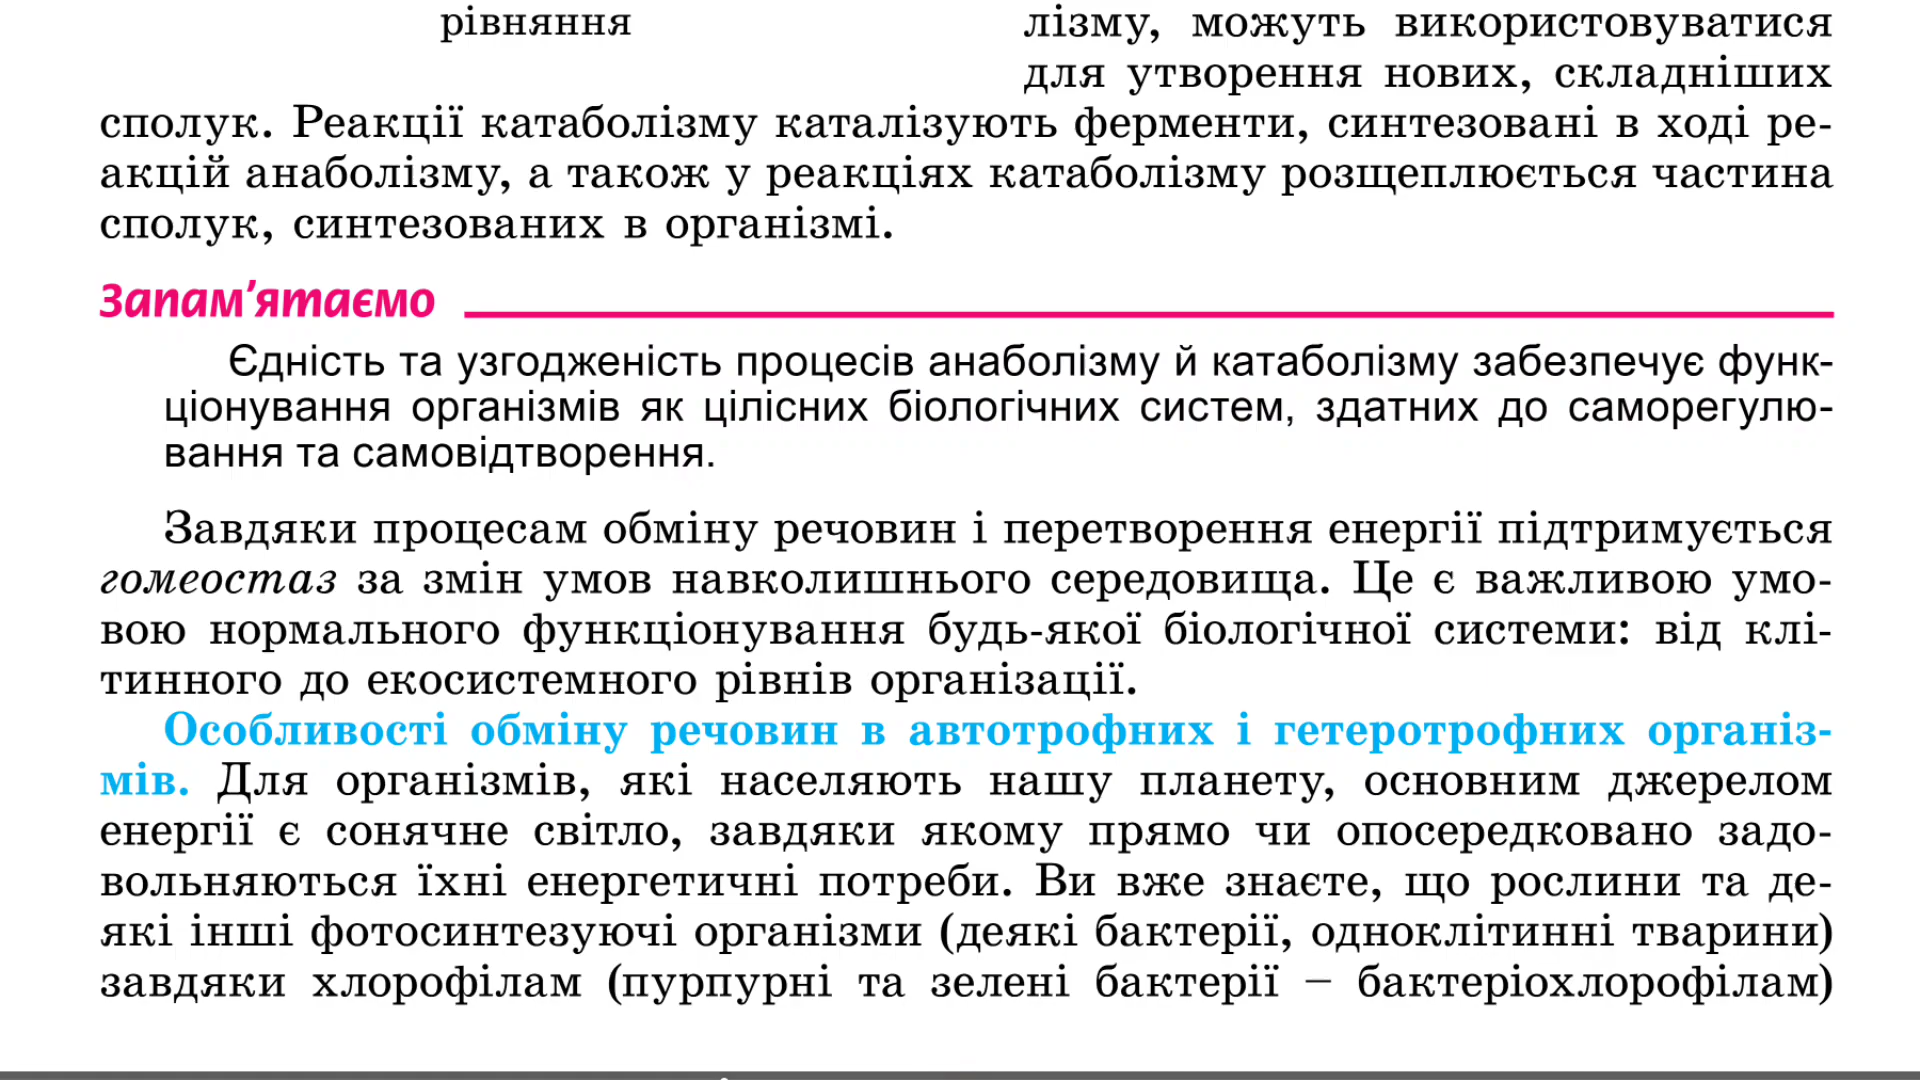 рівняння
лізму, можуть використовуватися
для утворення нових, складніших
сполук. Реакції катаболізму каталізують ферменти, синтезовані в ході ре-
акцій анаболізму, а також у реакціях катаболізму розщеплюється частина
сполук, синтезованих в організмі.
Запам’ятаємо
Єдність та узгодженість процесів анаболізму й катаболізму забезпечує функ-
ціонування організмів як цілісних біологічних систем, здатних до саморегулю-
вання та самовідтворення.
Завдяки процесам обміну речовин і перетворення енергії підтримується
гомеостаз за змін умов навколишнього середовища. Це є важливою умо-
вою нормального функціонування будь-якої біологічної системи: від клі-
тинного до екосистемного рівнів організації.
Особливості обміну речовин в автотрофних і гетеротрофних організ-
мів. Для організмів, які населяють нашу планету, основним джерелом
енергії є сонячне світло, завдяки якому прямо чи опосередковано задо-
вольняються їхні енергетичні потреби. Ви вже знаєте, що рослини та де-
які інші фотосинтезуючі організми (деякі бактерії, одноклітинні тварини)
завдяки хлорофілам (пурпурні та зелені бактерії – бактеріохлорофілам)